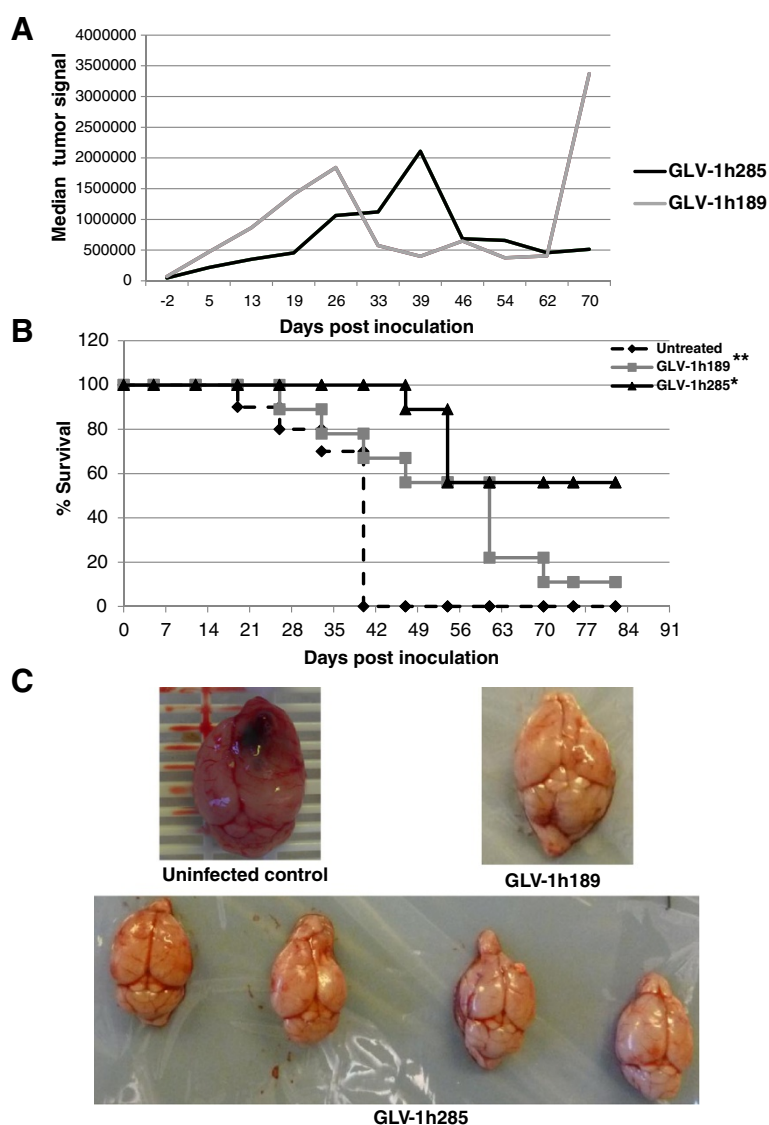 A
Median tumor signal
4000000
3500000
3000000
2500000
2000000
1500000
1000000
500000
0
-2 5 13 19 26 33 39 46 54 62 70
Days post inoculation
GLV-1h285
GLV-1h189
B
% Survival
120
100
80
60
40
20
0
0 7 14 21 28 35 42 49 56 63 70 77 84 91
Days post inoculation
Untreated
GLV-1h189**
GLV-1h285*
C
Uninfected control
GLV-1h189
GLV-1h285